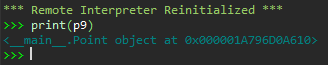 *** Remote Interpreter Reinitialized ***
>>> print(p9)
<__main__.Point object at 0x000001A796D0A610>
>>>